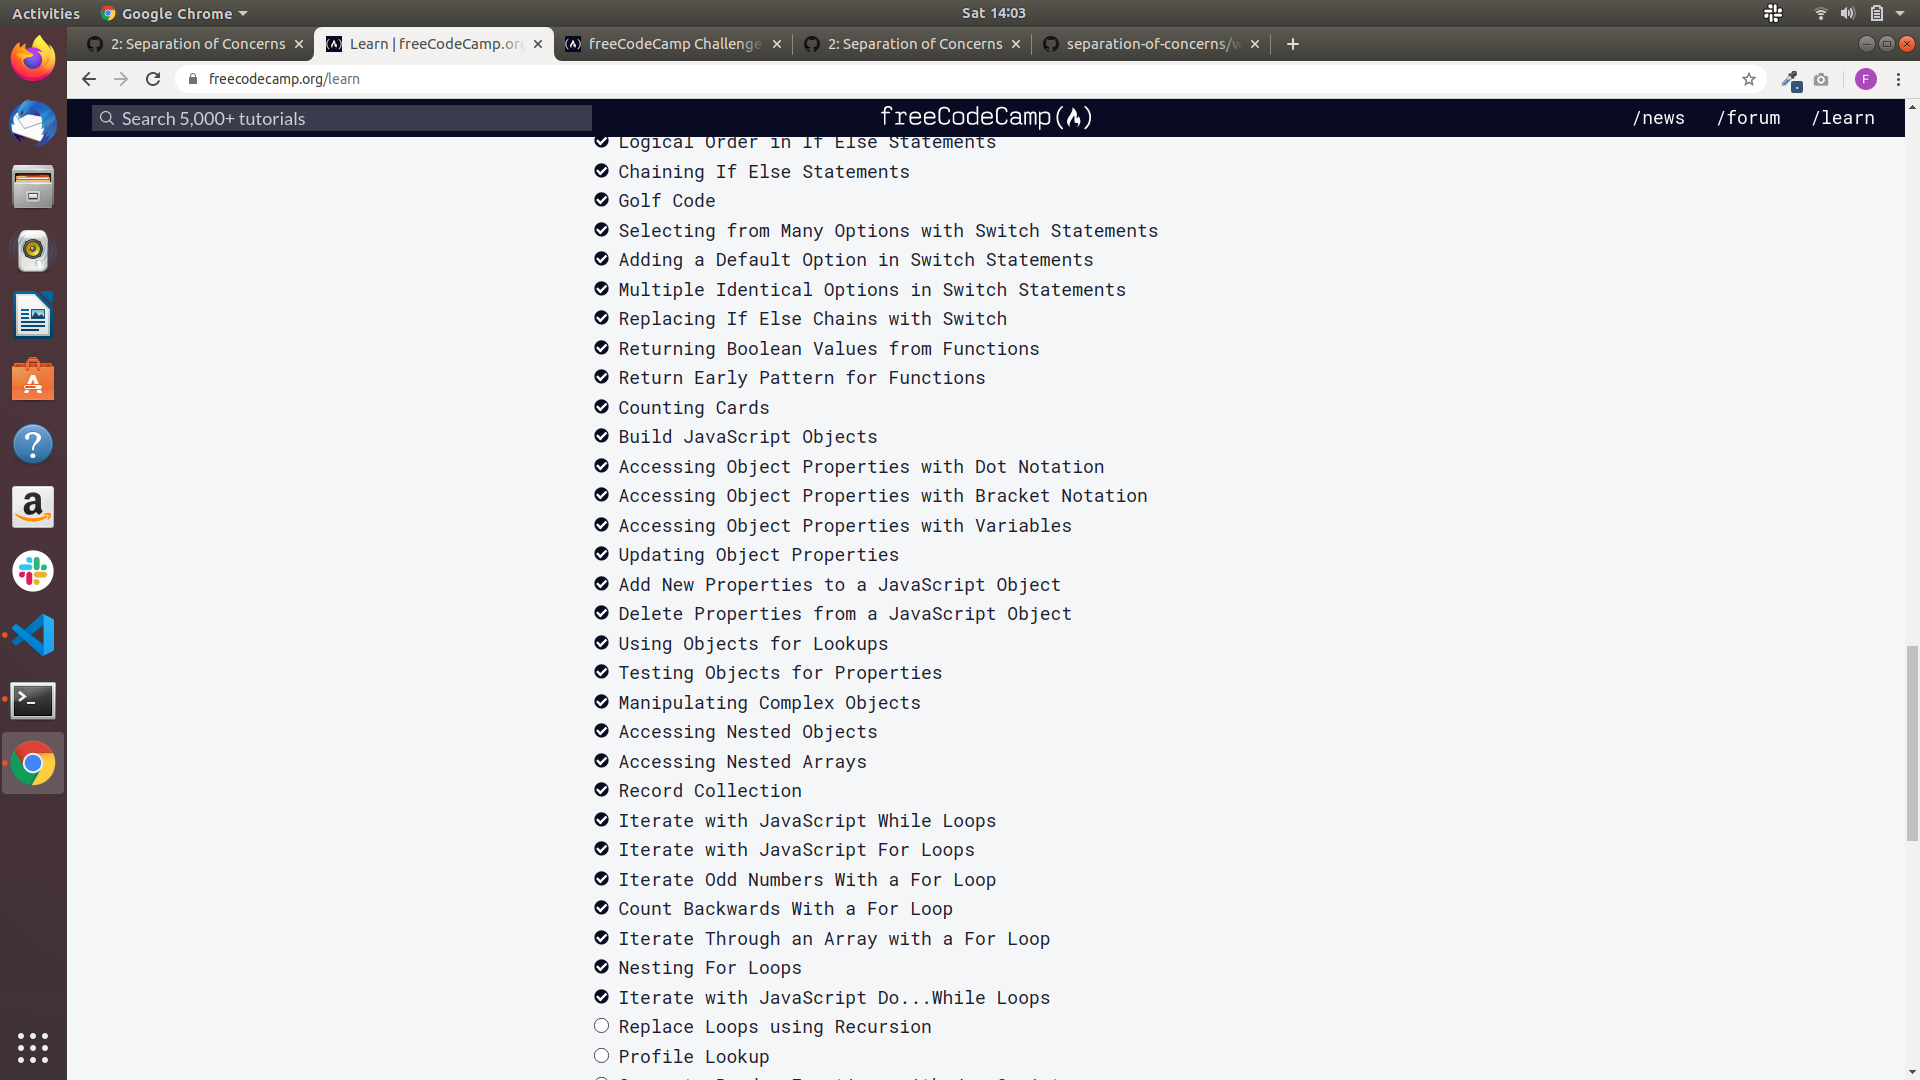 Activities Google Chrome Sat 14:03
2: Separation of Concerns Learn | freeCodeCamp.org freeCodeCamp Challenge 2: Separation of Concerns separation-of-concerns/w
freecodecamp.org/learn F
Search 5,000+ tutorials freeCodeCamp /news /forum /learn
Logical Order in If Else Statements
Chaining If Else Statements
Golf Code
Selecting from Many Options with Switch Statements
Adding a Default Option in Switch Statements
Multiple Identical Options in Switch Statements
Replacing If Else Chains with Switch
Returning Boolean Values from Functions
Return Early Pattern for Functions
Counting Cards
Build JavaScript Objects
Accessing Object Properties with Dot Notation
Accessing Object Properties with Bracket Notation
Accessing Object Properties with Variables
Updating Object Properties
Add New Properties to a JavaScript Object
Delete Properties from a JavaScript Object
Using Objects for Lookups
Testing Objects for Properties
Manipulating Complex Objects
Accessing Nested Objects
Accessing Nested Arrays
Record Collection
Iterate with JavaScript While Loops
Iterate with JavaScript For Loops
Iterate Odd Numbers With a For Loop
Count Backwards With a For Loop
Iterate Through an Array with a For Loop
Nesting For Loops
Iterate with JavaScript Do...While Loops
Replace Loops using Recursion
Profile Lookup